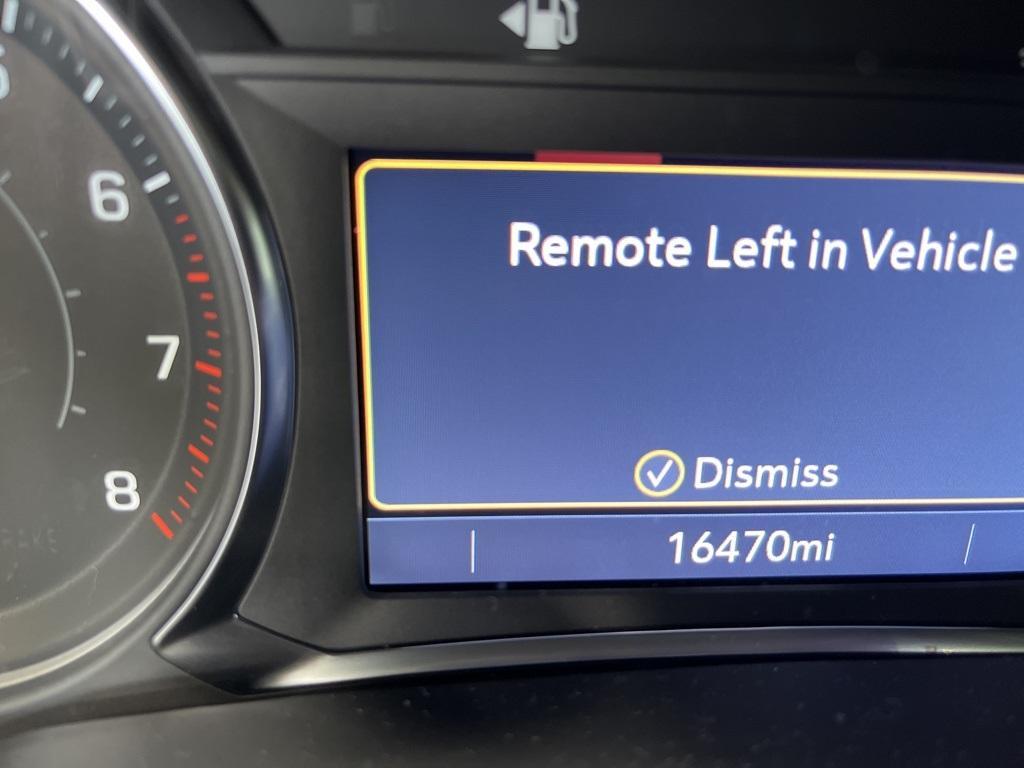 6
7
8
Remote Left in Vehicle
Dismiss
16470mi